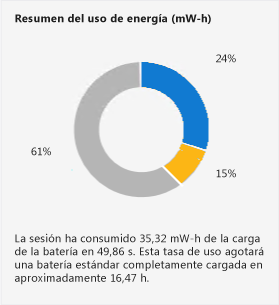 Resumen del uso de energía (mW-h)
24%
61%
15%
La sesión ha consumido 35,32 mW-h de la carga
de la batería en 49,86 s. Esta tasa de uso agotará
una batería estándar completamente cargada en
aproximadamente 16,47 h.